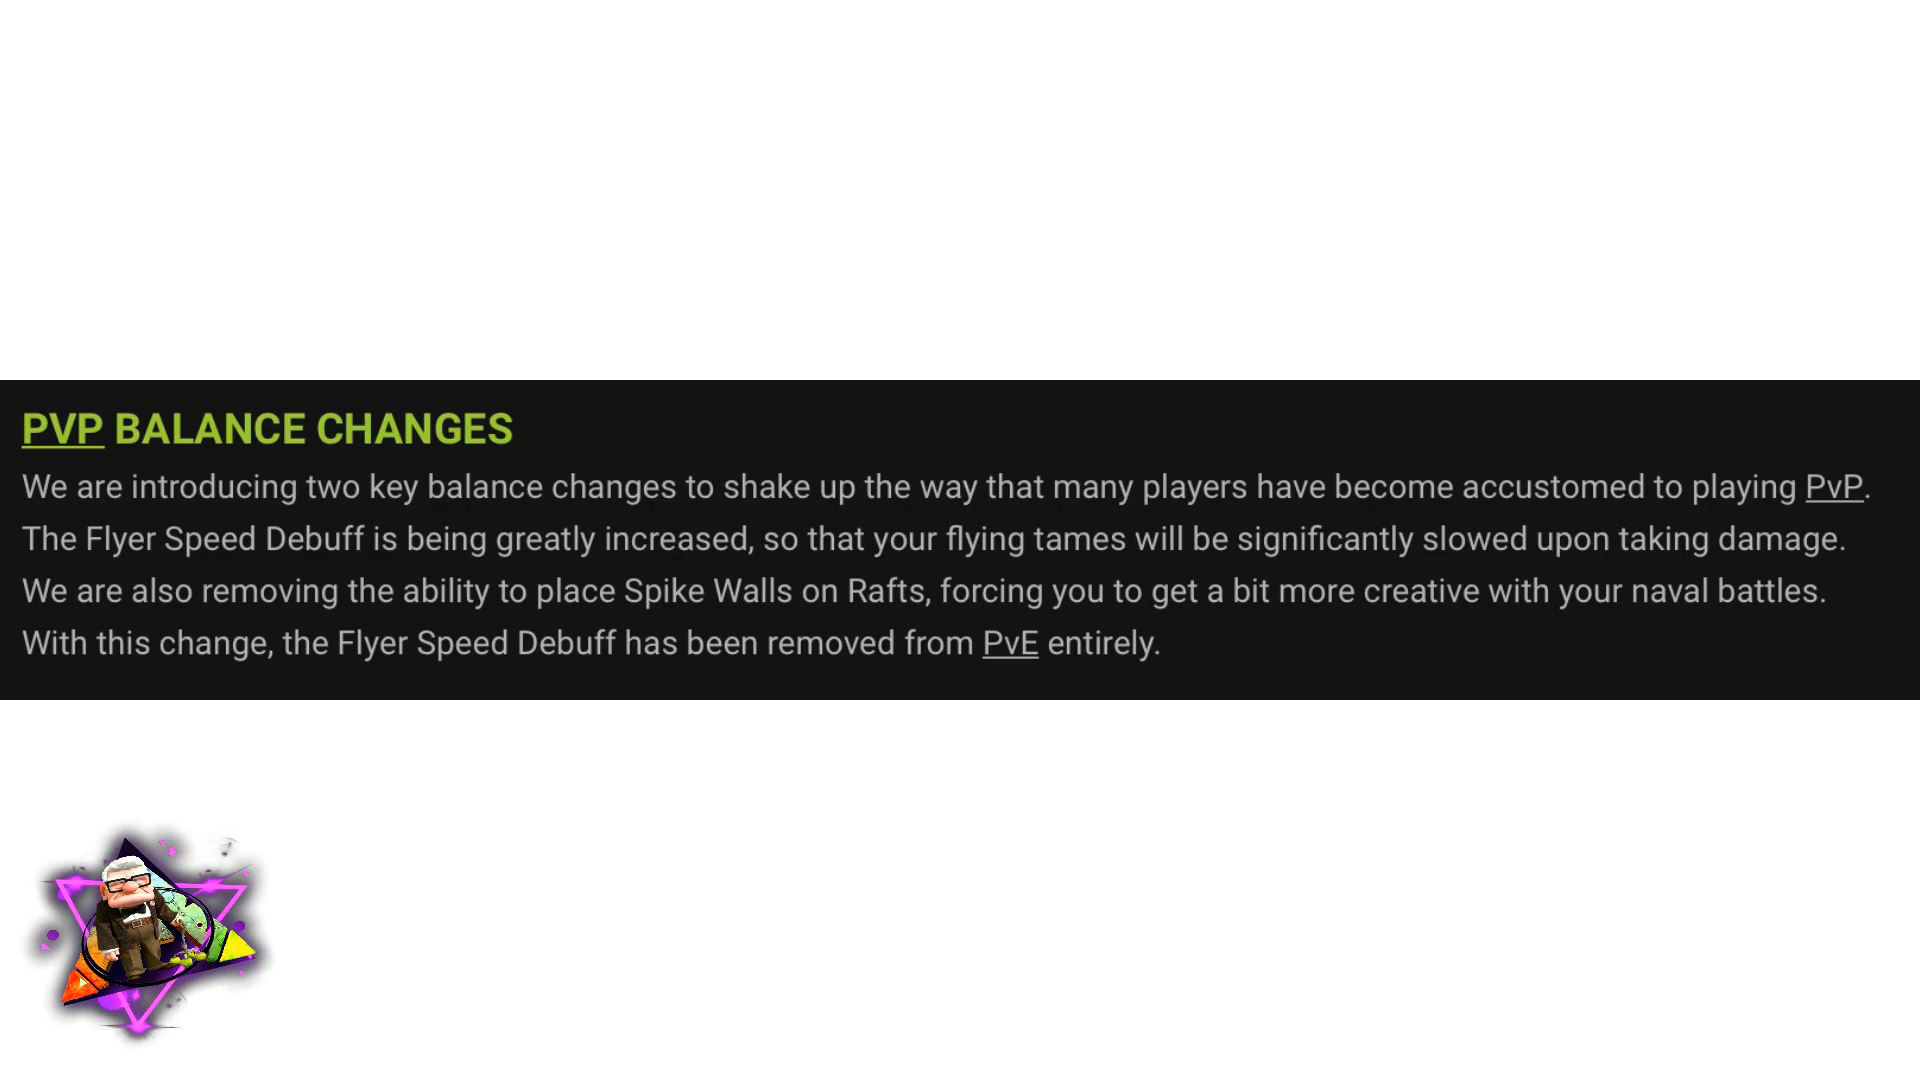 PVP BALANCE CHANGES
We are introducing two key balance changes to shake up the way that many players have become accustomed to playing PvP.
The Flyer Speed Debuff is being greatly increased, so that your flying tames will be significantly slowed upon taking damage.
We are also removing the ability to place Spike Walls on Rafts, forcing you to get a bit more creative with your naval battles.
With this change, the Flyer Speed Debuff has been removed from PvE entirely.